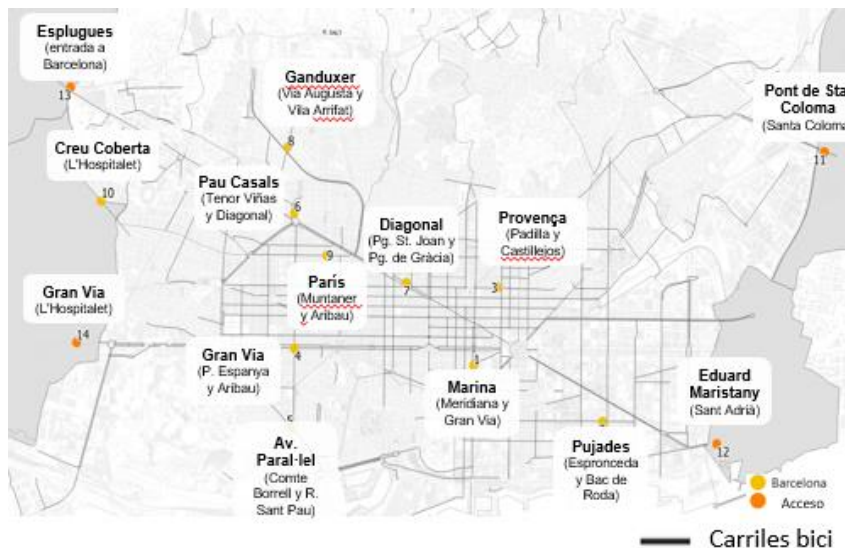 Esplugues
(entrada a
Barcelona)
13
Ganduxer
(Via Augusta y
Vila Arrifat)
8
Pont de Sta
Coloma
(Santa Coloma
11
Creu Coberta
(L'Hospitalet)
10
Pau Casals
(Tenor Viñas
y Diagonal)
6
Diagonal
(Pg. St. Joan y
Pg. de Gràcia)
7
Provença
(Padilla y
Castillejos)
3
9
París
(Muntaner
y Aribau)
Gran Via
(L'Hospitalet)
14
Gran Via
(P. Espanya
y Aribau)
4
1
Marina
(Meridiana y
Gran Via)
Eduard
Maristany
(Sant Adrià)
12
5
Av.
Paral·lel
(Comte
Borrell y R.
Sant Pau)
Pujades
(Espronceda
y Bac de
Roda)
Barcelona
Acceso
Carriles bici